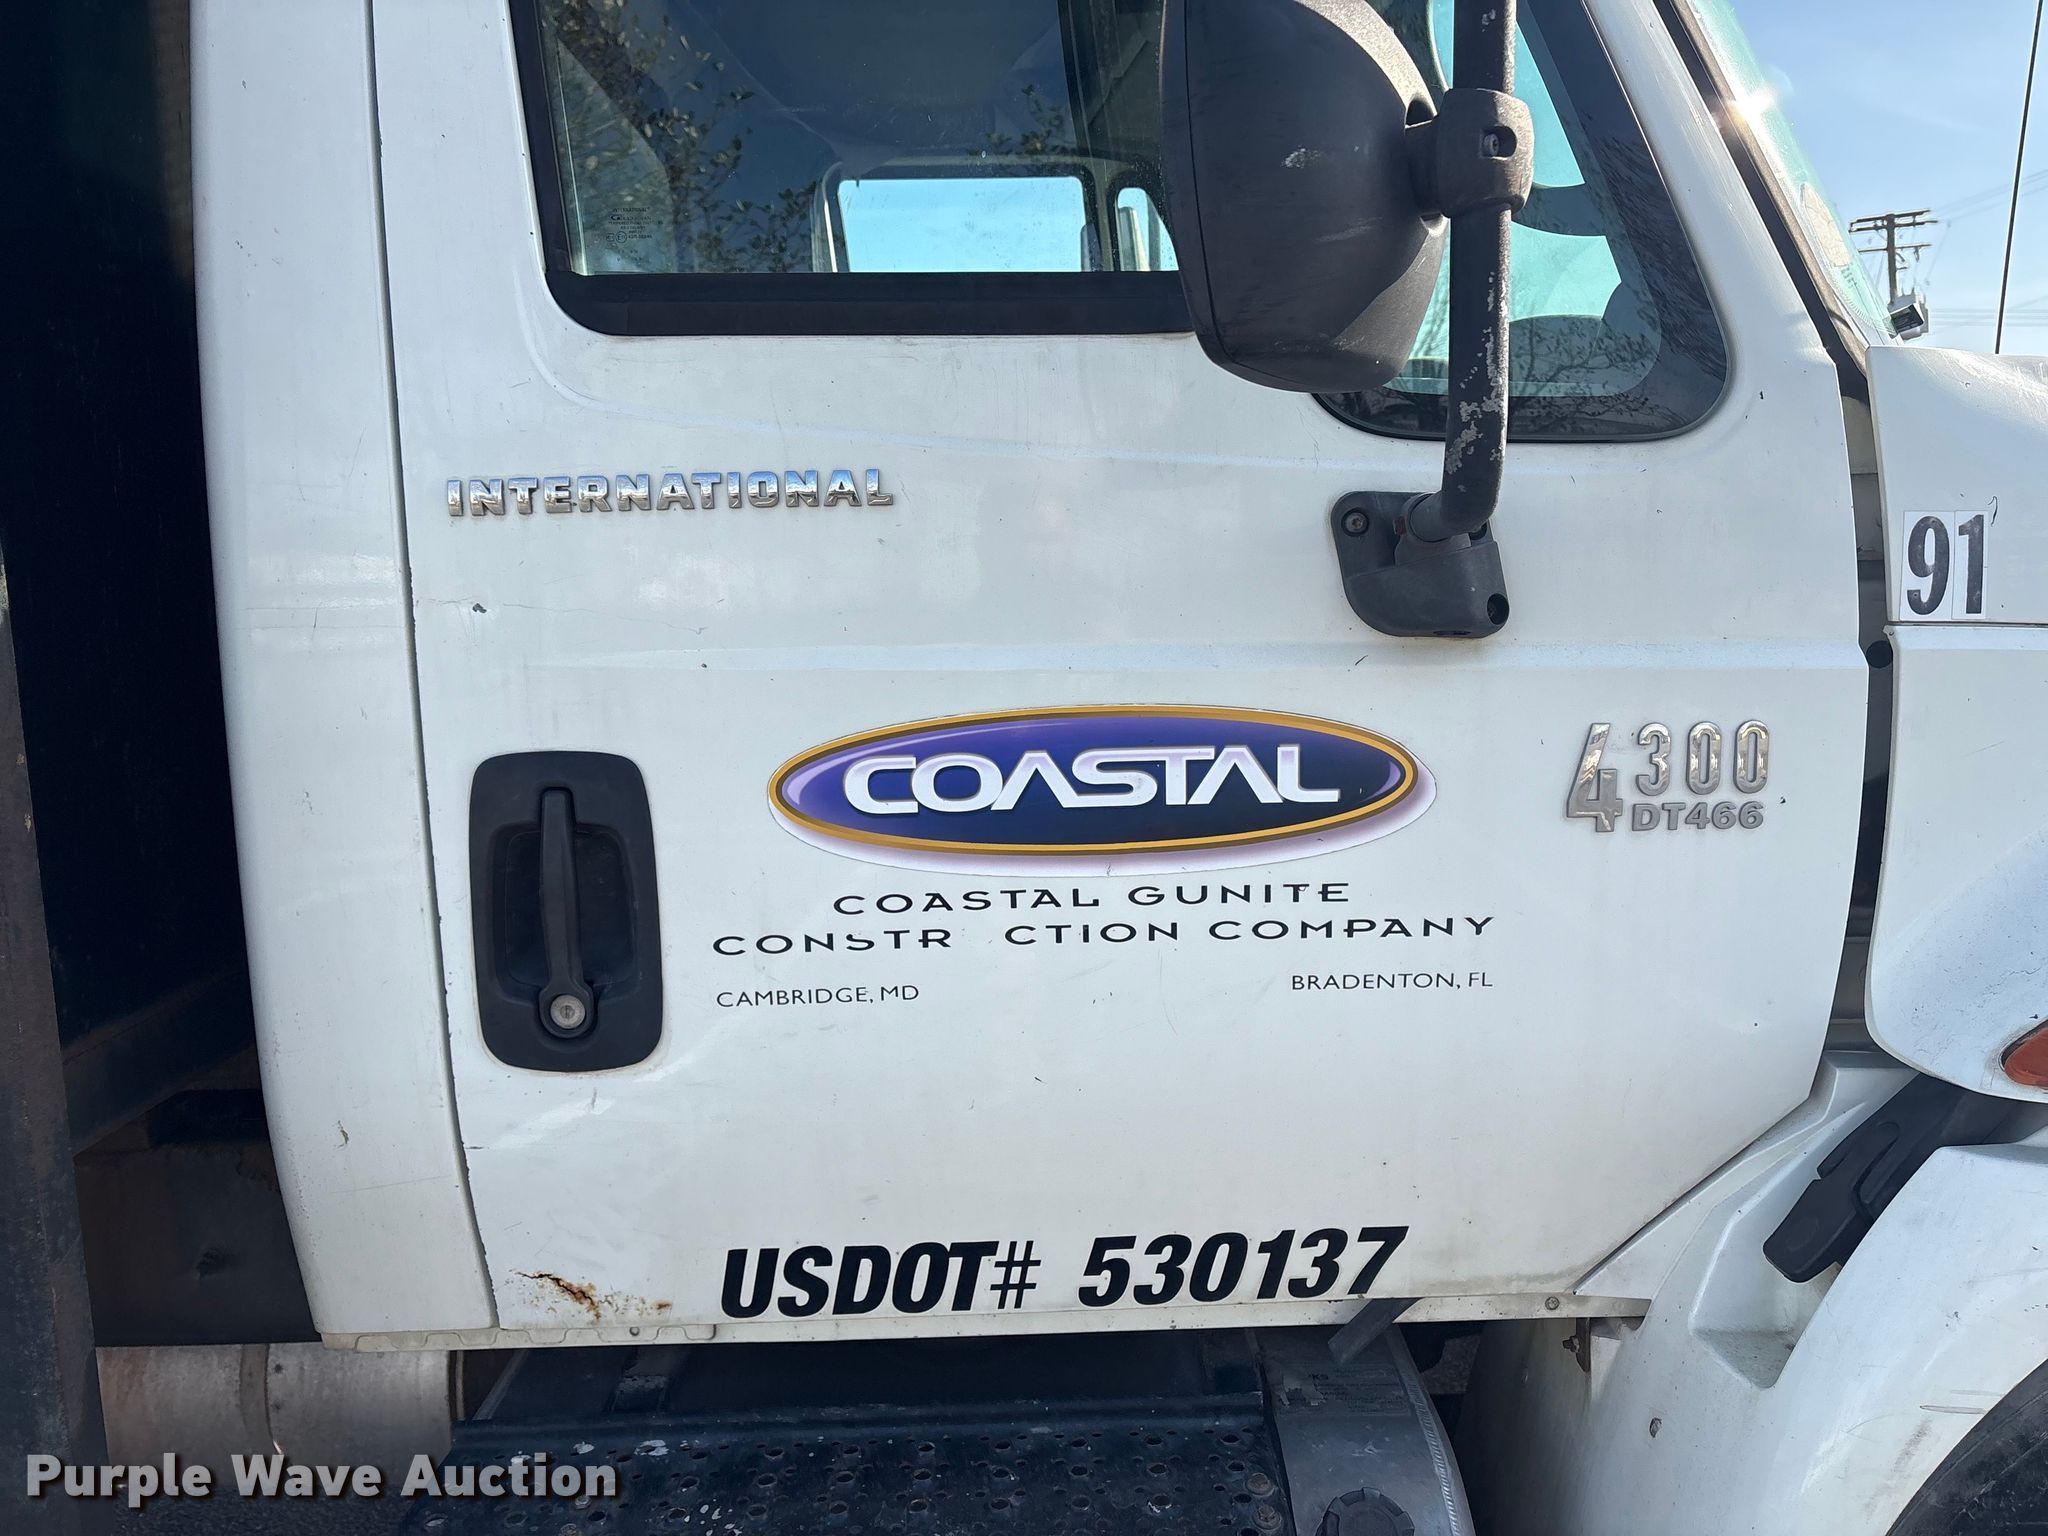 INTERNATIONAL
91
COASTAL
4300
DT466
COASTAL GUNITE
CONSTR CTION COMPANY
CAMBRIDGE, MD
BRADENTON, FL
USDOT# 530137
Purple Wave Auction